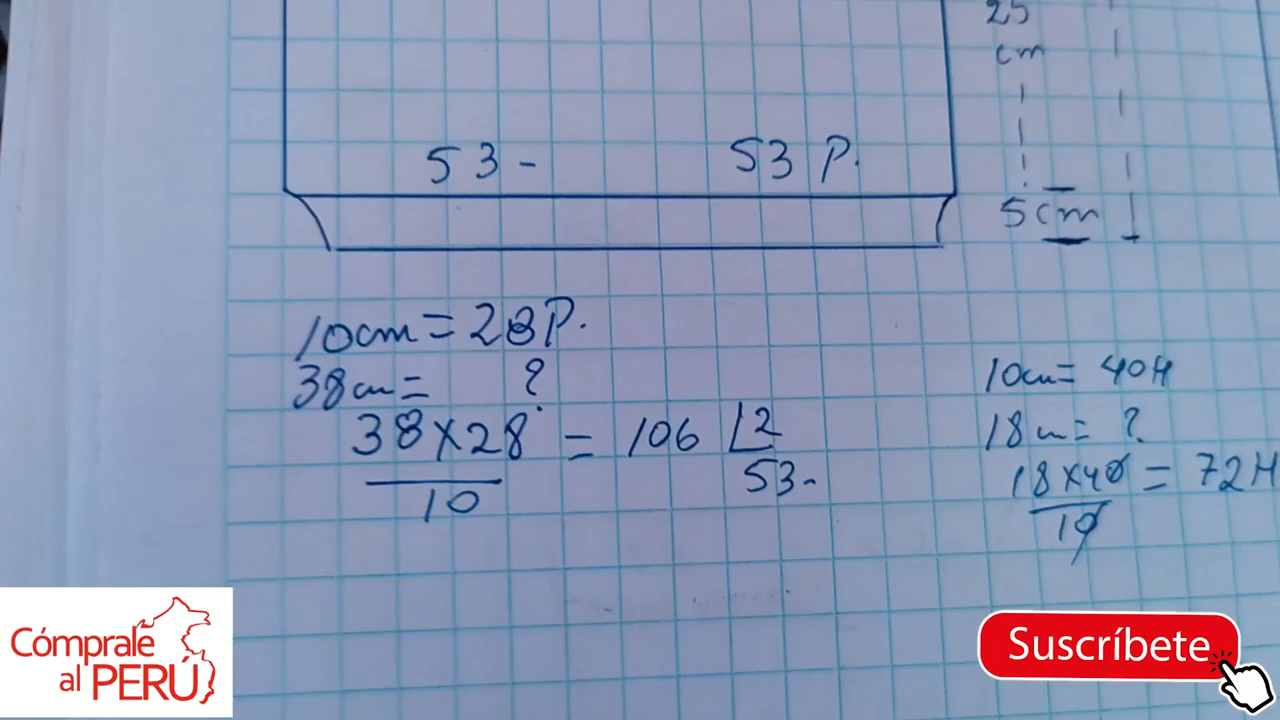 25
cm
53-
53 P.
5cm
10cm = 28P.
38cm = ?
38x28 = 106 2
10
53-
10cm = 40H
18cm = ?
18x40 = 72H
10
Cómprale
al PERÚ
Suscríbete